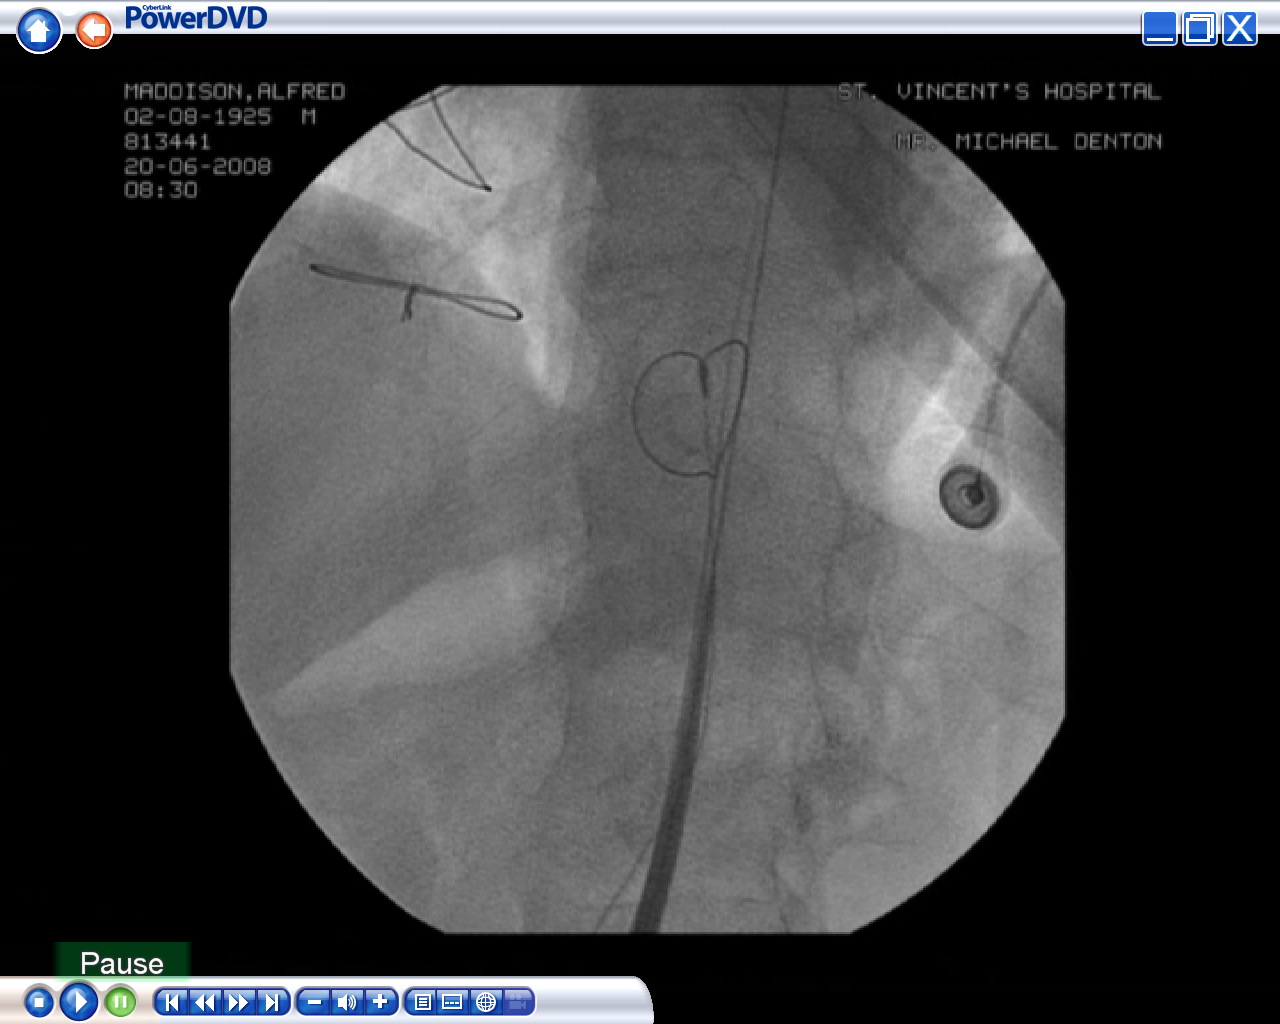 CyberLink
PowerDVD
MADDISON,ALFRED
02-08-1925 M
813441
20-06-2008
08:30
ST. VINCENT'S HOSPITAL
MR. MICHAEL DENTON
Pause